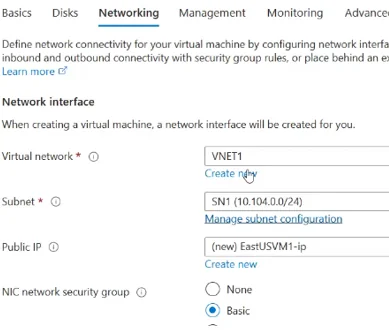 Basics Disks Networking Management Monitoring Advance
Define network connectivity for your virtual machine by configuring network interfa
inbound and outbound connectivity with security group rules, or place behind an ex
Learn more
Network interface
When creating a virtual machine, a network interface will be created for you.
Virtual network * VNET1
Create new
Subnet * SN1 (10.104.0.0/24)
Manage subnet configuration
Public IP (new) EastUSVM1-ip
Create new
NIC network security group None
Basic